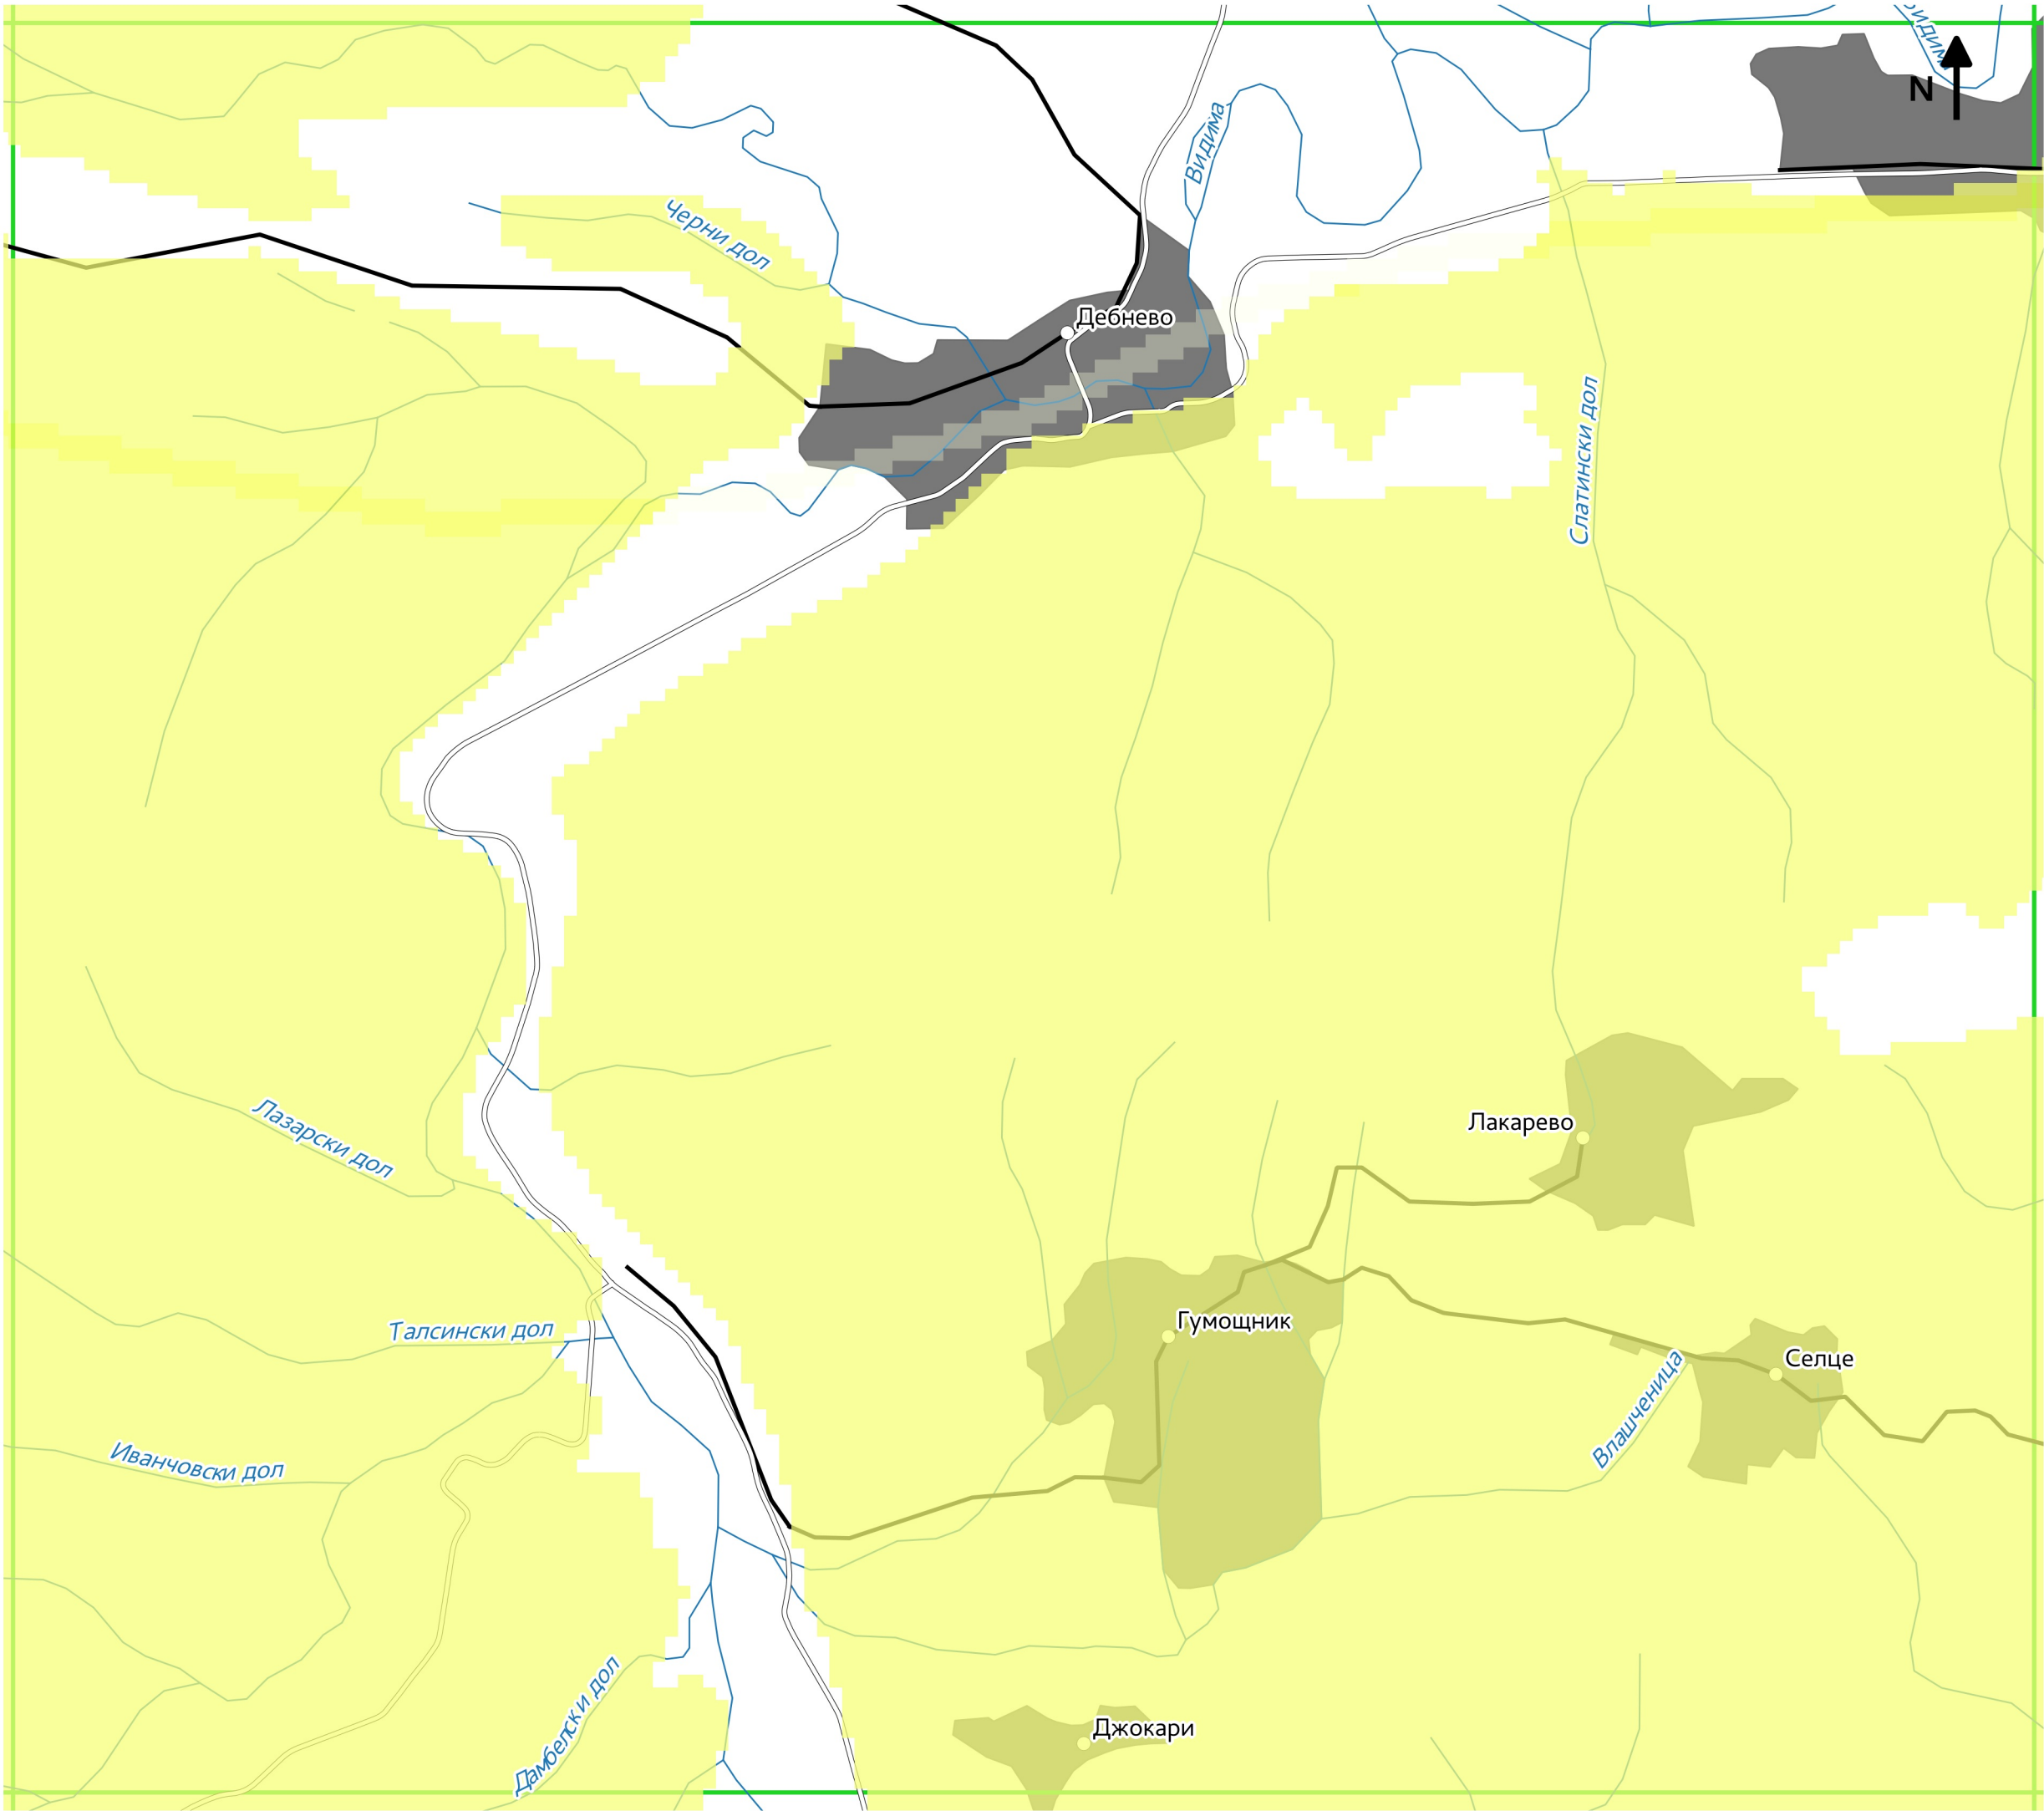 Видима
N
Видима
Черни дол
Дебнево
Слатински дол
Лазарски дол
Лакарево
Гумощник
Талсински дол
Селце
Влашченица
Иванчовски дол
Дамбелски дол
Джокари